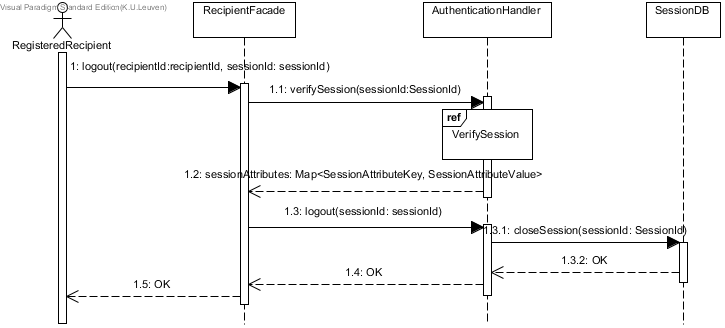 Visual Paradigm Standard Edition(K.U.Leuven)
RecipientFacade
AuthenticationHandler
SessionDB
RegisteredRecipient
1: logout(recipientId:recipientId, sessionId: sessionId)
1.1: verifySession(sessionId:SessionId)
ref
VerifySession
1.2: sessionAttributes: Map<SessionAttributeKey, SessionAttributeValue>
1.3: logout(sessionId: sessionId)
1.3.1: closeSession(sessionId: SessionId)
1.3.2: OK
1.4: OK
1.5: OK